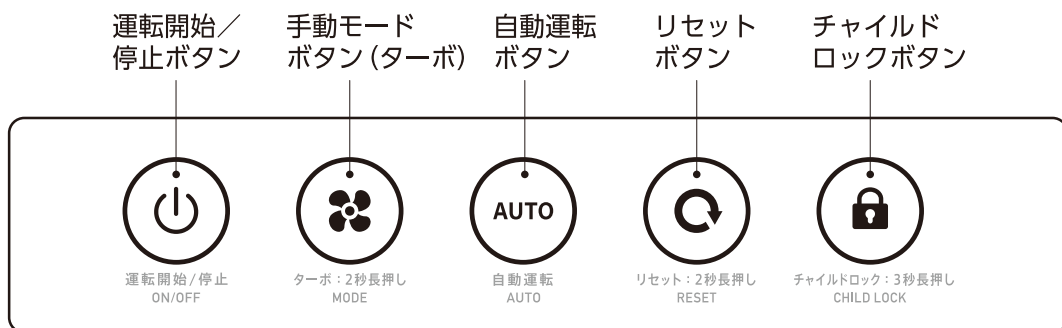 運転開始／
停止ボタン
手動モード
ボタン（ターボ）
自動運転
ボタン
リセット
ボタン
チャイルド
ロックボタン
AUTO
運転開始/停止
ON/OFF
ターボ：2秒長押し
MODE
自動運転
AUTO
リセット：2秒長押し
RESET
チャイルドロック：3秒長押し
CHILD LOCK